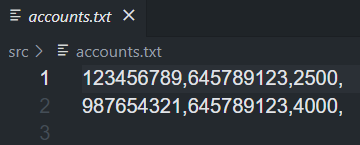 accounts.txt ×
src > accounts.txt
1 123456789,645789123,2500,
2 987654321,645789123,4000,
3